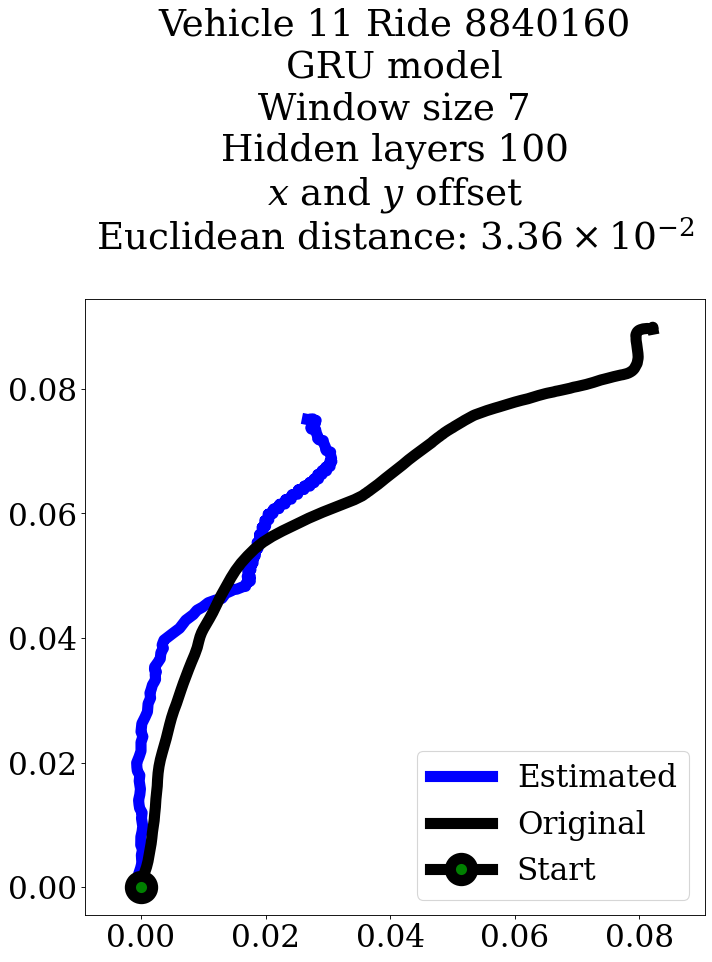 Vehicle 11 Ride 8840160
GRU model
Window size 7
Hidden layers 100
x and y offset
Euclidean distance: 3.36 × 10⁻²
0.08
0.06
0.04
0.02
0.00
Estimated
Original
Start
0.00 0.02 0.04 0.06 0.08